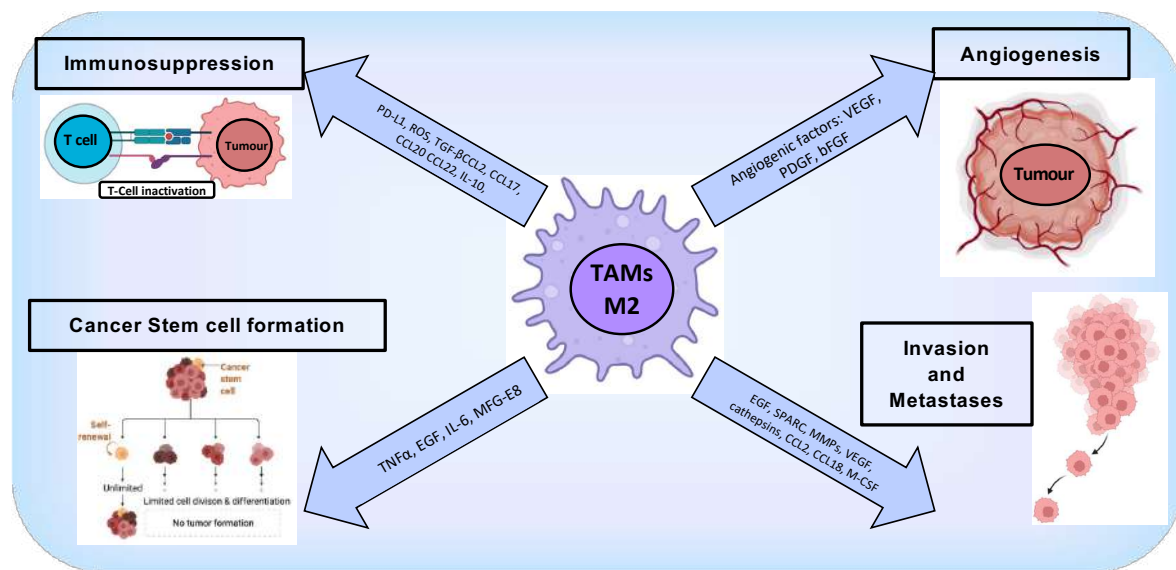 Immunosuppression
T cell
Tumour
T-Cell inactivation
PD-L1, ROS, TGF-βCCL2, CCL17,
CCL20 CCL22, IL-10,
Angiogenesis
Angiogenic factors: VEGF,
PDGF, bFGF
Tumour
TAMs
M2
Cancer Stem cell formation
Cancer
stem
cell
Self-
renewal
Unlimited
Limited cell divison & differentiation
No tumor formation
TNFα, EGF, IL-6, MFG-E8
Invasion
and
Metastases
EGF, SPARC, MMPs, VEGF,
cathepsins, CCL2, CCL18, M-CSF